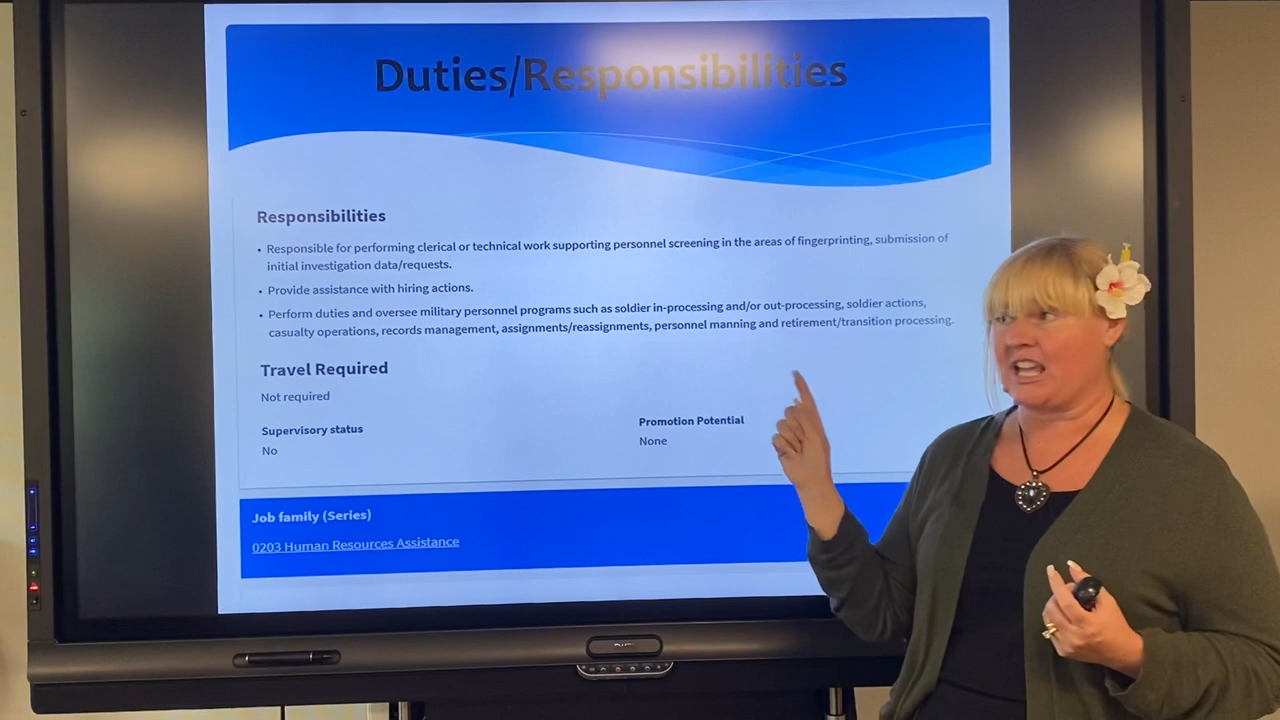 Duties/Responsibilities
Responsibilities
• Responsible for performing clerical or technical work supporting personnel screening in the areas of fingerprinting, submission of
initial investigation data/requests.
• Provide assistance with hiring actions.
• Perform duties and oversee military personnel programs such as soldier in-processing and/or out-processing, soldier actions,
casualty operations, records management, assignments/reassignments, personnel manning and retirement/transition processing.
Travel Required
Not required
Supervisory status
No
Promotion Potential
None
Job family (Series)
0203 Human Resources Assistance